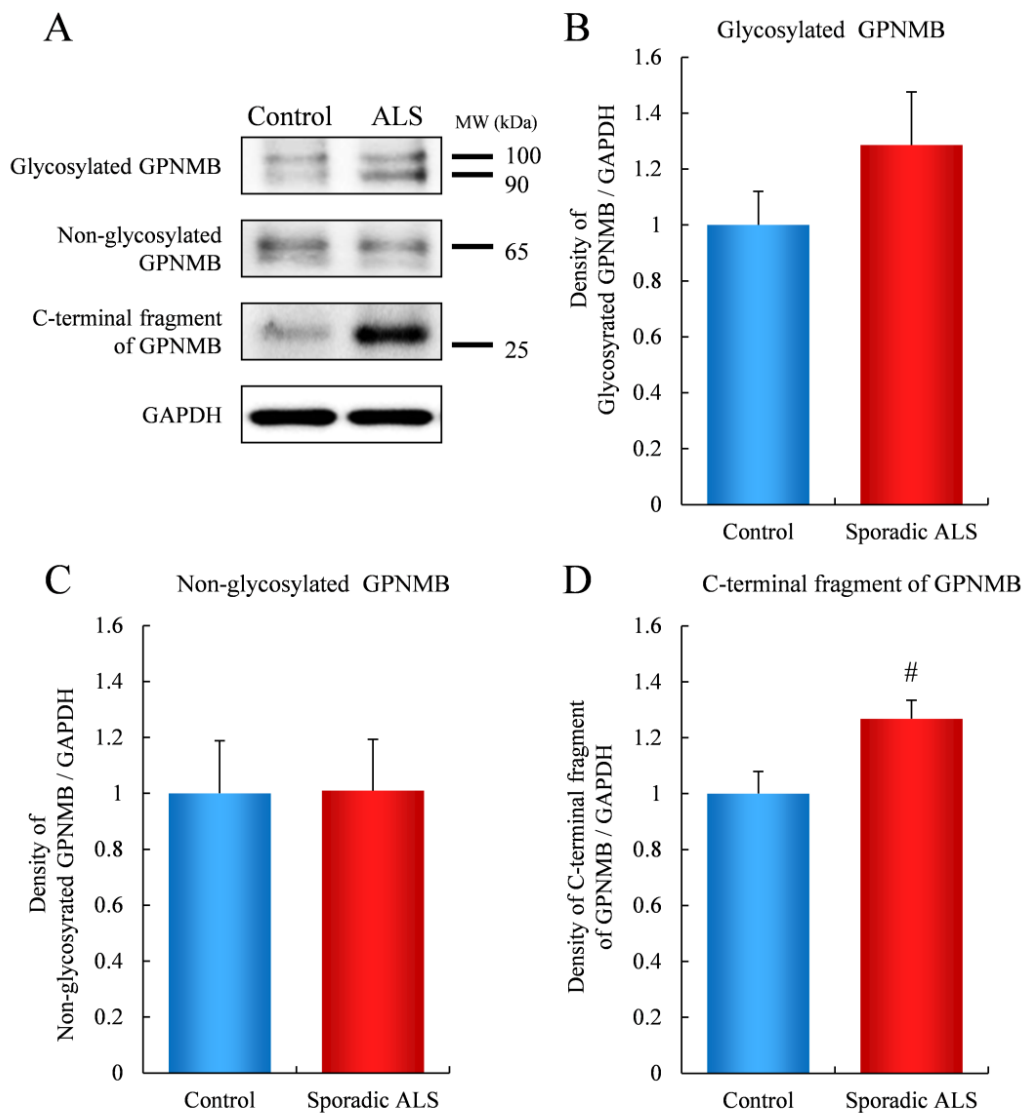 A
Control ALS MW (kDa)
Glycosylated GPNMB
100
90
Non-glycosylated
GPNMB
65
C-terminal fragment
of GPNMB
25
GAPDH
B
Glycosylated GPNMB
Density of
Glycosyrated GPNMB / GAPDH
1.6
1.4
1.2
1
0.8
0.6
0.4
0.2
0
Control Sporadic ALS
C
Non-glycosylated GPNMB
Density of
Non-glycosyrated GPNMB / GAPDH
1.6
1.4
1.2
1
0.8
0.6
0.4
0.2
0
Control Sporadic ALS
D
C-terminal fragment of GPNMB
Density of C-terminal fragment
of GPNMB / GAPDH
1.6
1.4
1.2
1
0.8
0.6
0.4
0.2
0
#
Control Sporadic ALS